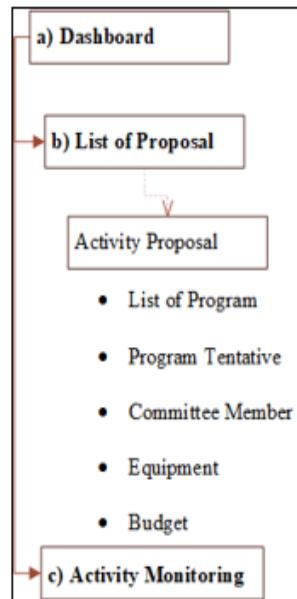 a) Dashboard
b) List of Proposal
Activity Proposal
• List of Program
• Program Tentative
• Committee Member
• Equipment
• Budget
c) Activity Monitoring